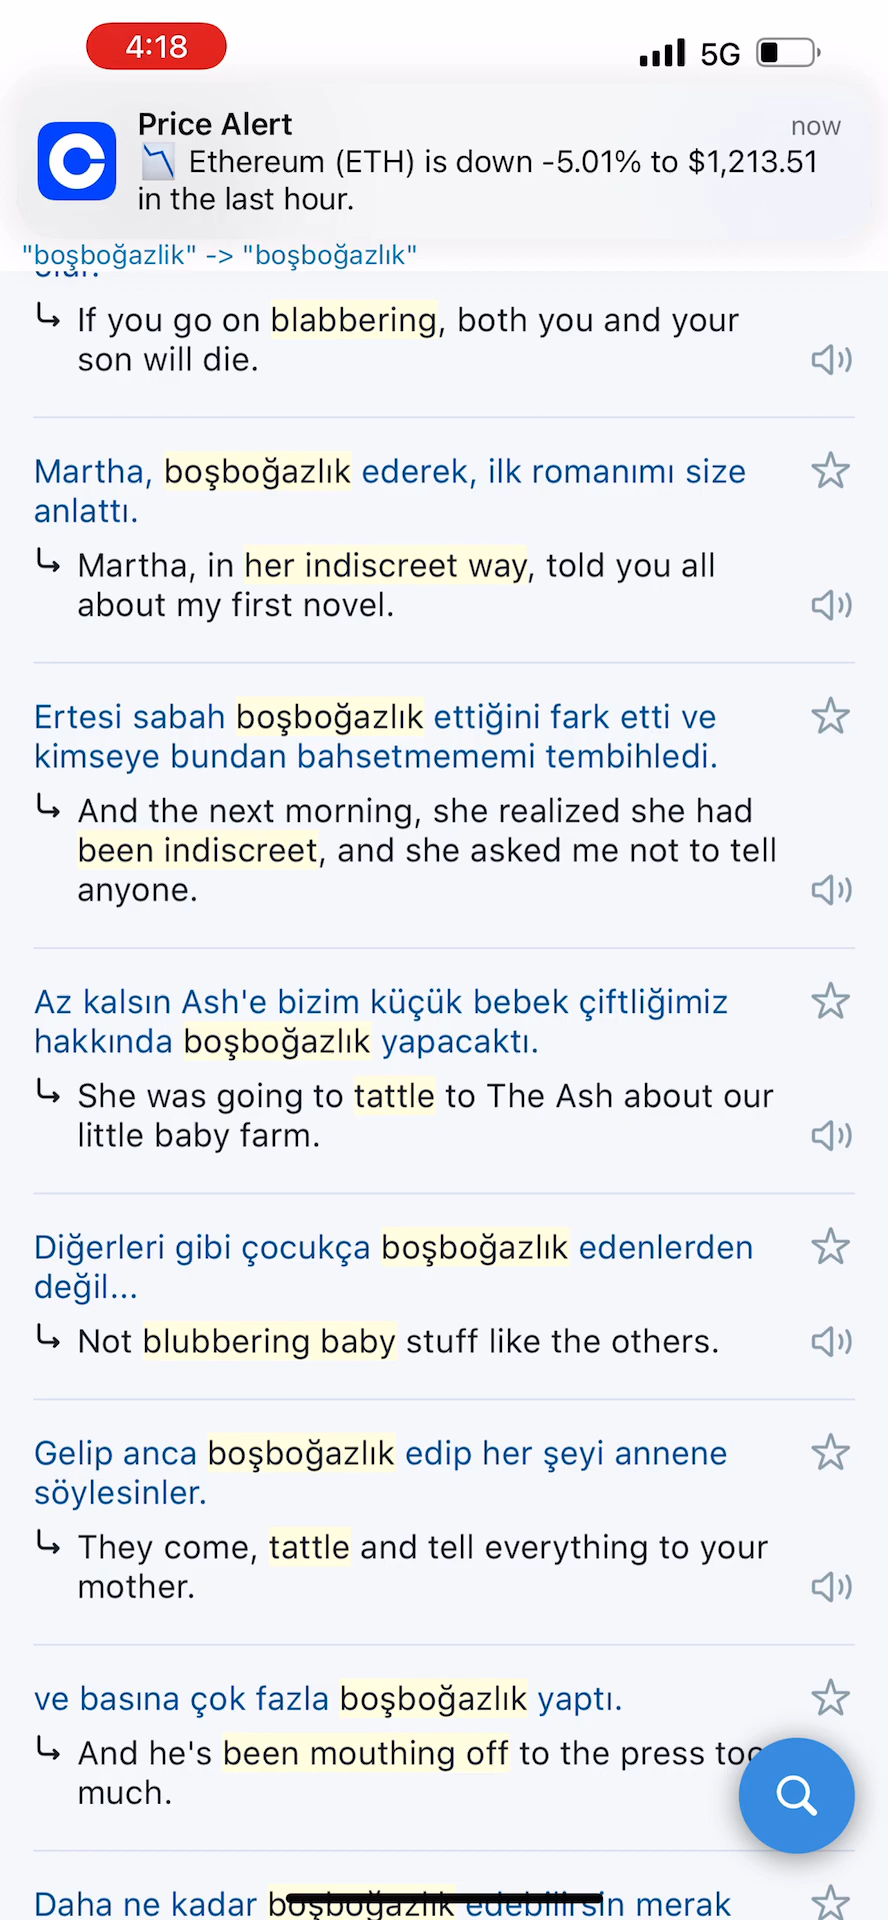 4:18
5G
Price Alert
now
Ethereum (ETH) is down -5.01% to $1,213.51
in the last hour.
"boşboğazlik" -> "boşboğazlık"
If you go on blabbering, both you and your
son will die.
Martha, boşboğazlık ederek, ilk romanımı size
anlattı.
Martha, in her indiscreet way, told you all
about my first novel.
Ertesi sabah boşboğazlık ettiğini fark etti ve
kimseye bundan bahsetmememi tembihledi.
And the next morning, she realized she had
been indiscreet, and she asked me not to tell
anyone.
Az kalsın Ash'e bizim küçük bebek çiftliğimiz
hakkında boşboğazlık yapacaktı.
She was going to tattle to The Ash about our
little baby farm.
Diğerleri gibi çocukça boşboğazlık edenlerden
değil...
Not blubbering baby stuff like the others.
Gelip anca boşboğazlık edip her şeyi annene
söylesinler.
They come, tattle and tell everything to your
mother.
ve basına çok fazla boşboğazlık yaptı.
And he's been mouthing off to the press too
much.
Daha ne kadar boşboğazlık edebilirsin merak